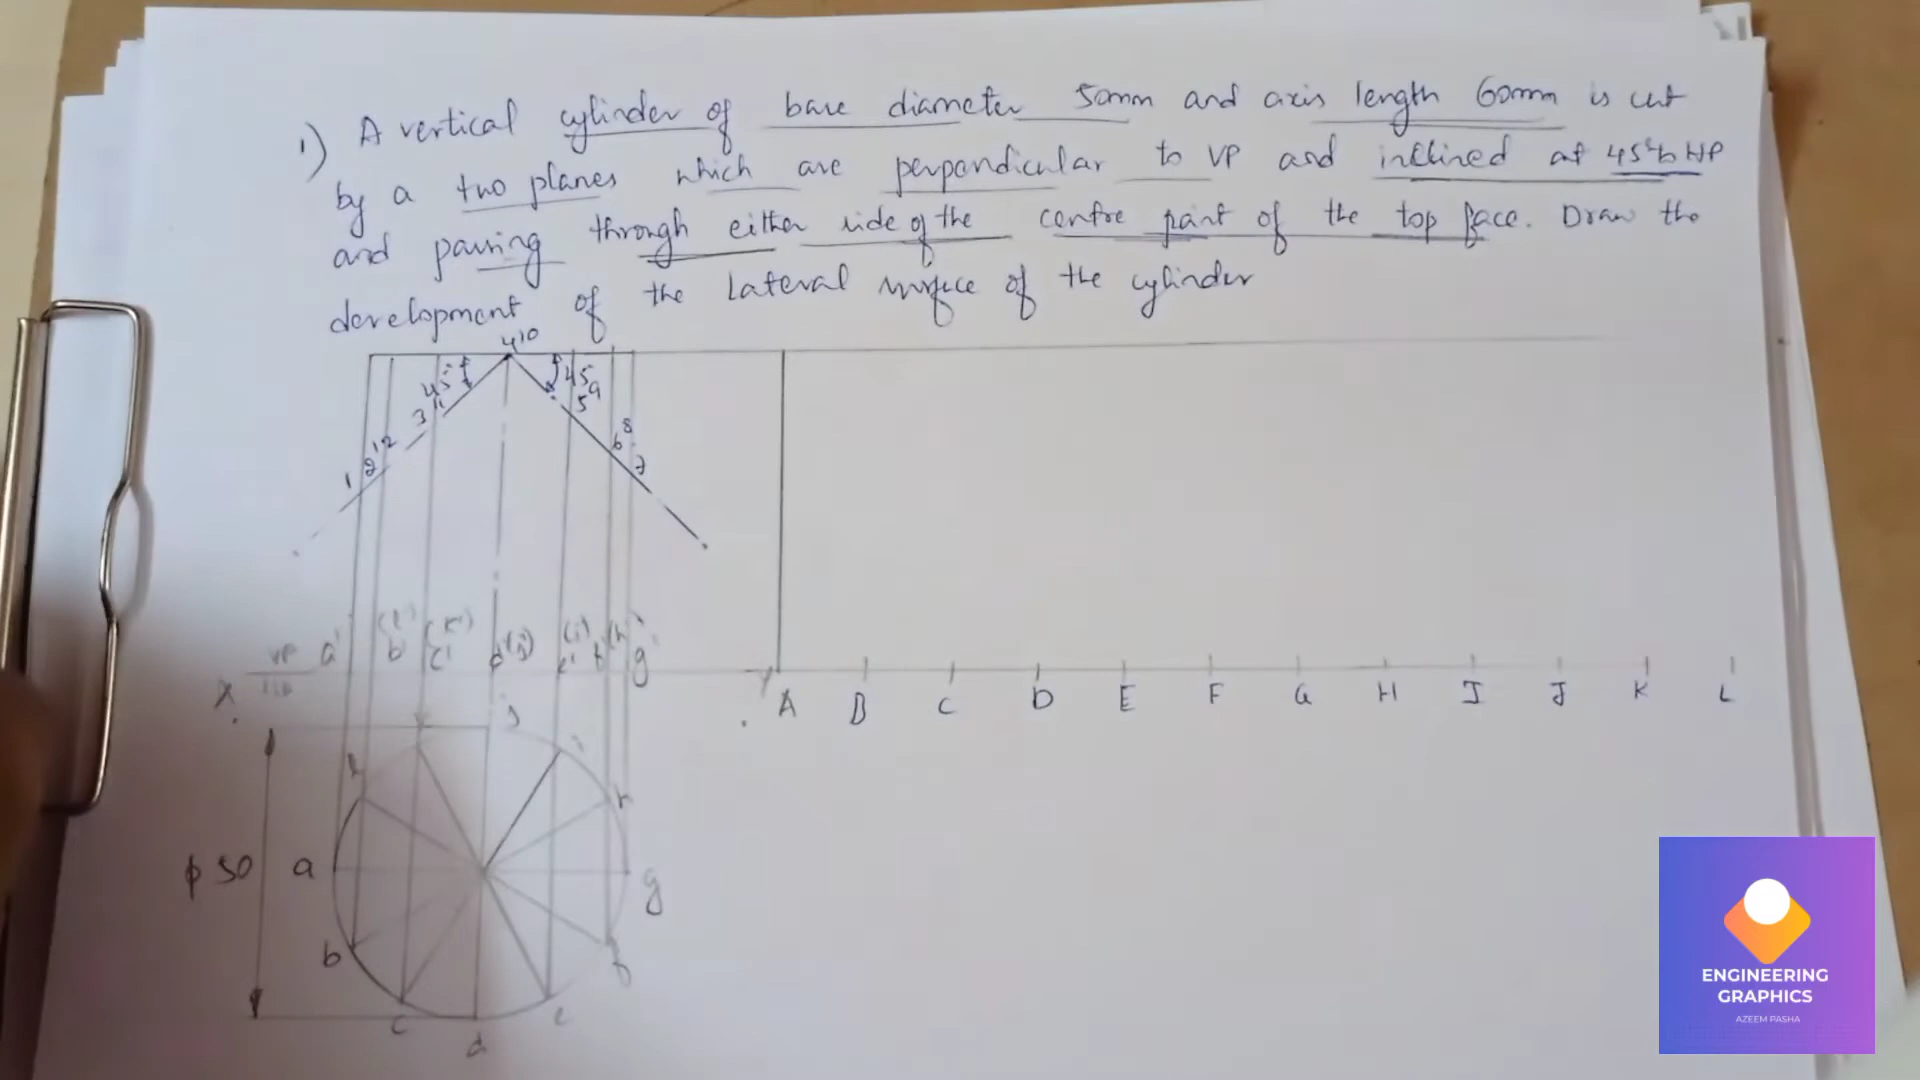 1) A vertical cylinder of base diameter 50mm and axis length 60mm is cut
by a two planes which are perpendicular to VP and inclined at 45° to HP
and passing through either side of the centre part of the top face. Draw the
development of the lateral surface of the cylinder
4 10
45° 45
3 11 5 9
2 12 6 8
1 7
(l') (k') (j') (i') (h')
VP a' b' c' d' e' f' g'
HP
X Y
A B C D E F G H I J K L
j
l k i h
φ 50 a g
b f
c e
d
ENGINEERING
GRAPHICS
AZEEM PASHA